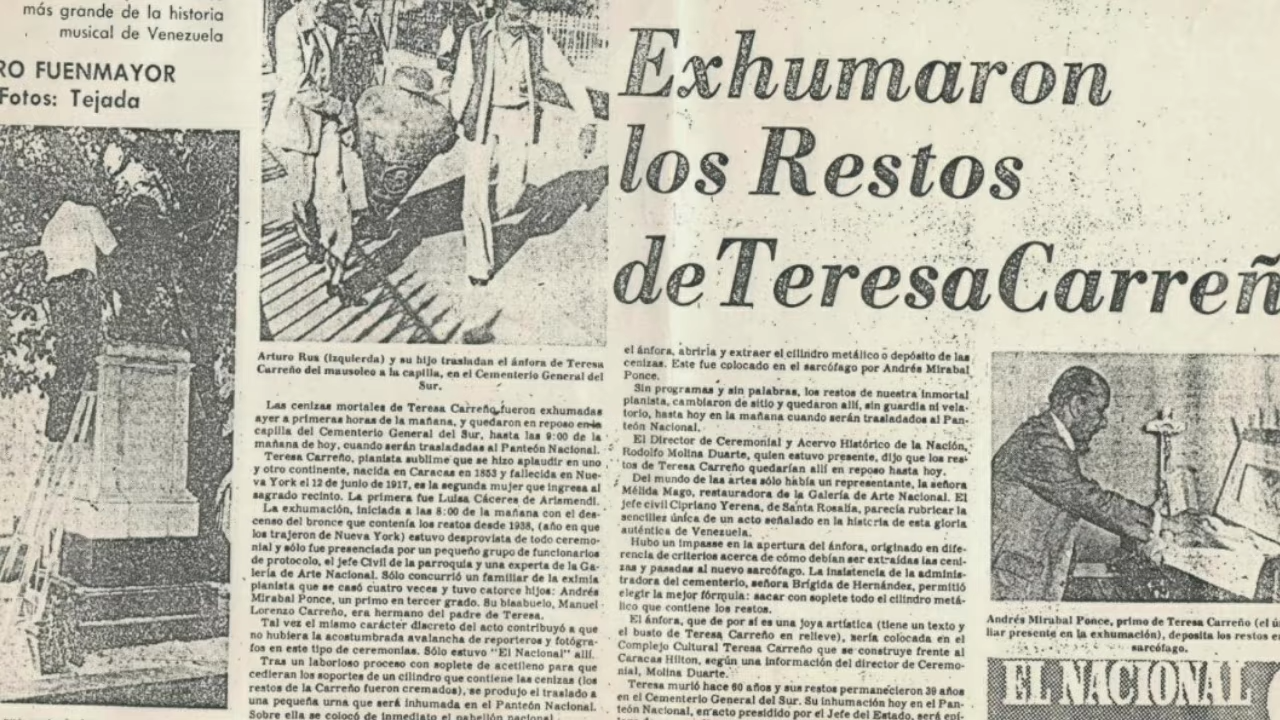 más grande de la historia
musical de Venezuela
RO FUENMAYOR
Fotos: Tejada
Exhumaron
los Restos
de Teresa Carreñ
Arturo Rus (izquierda) y su hijo trasladan el ánfora de Teresa
Carreño del mausoleo a la capilla, en el Cementerio General del
Sur.
Las cenizas mortales de Teresa Carreño fueron exhumadas
ayer a primeras horas de la mañana, y quedaron en reposo en la
capilla del Cementerio General del Sur, hasta las 9:00 de la
mañana de hoy, cuando serán trasladadas al Panteón Nacional.
Teresa Carreño, pianista sublime que se hizo aplaudir en uno
y otro continente, nacida en Caracas en 1853 y fallecida en Nue-
va York el 12 de junio de 1917, es la segunda mujer que ingresa al
sagrado recinto. La primera fue Luisa Cáceres de Arismendi.
La exhumación, iniciada a las 8:00 de la mañana con el des-
censo del bronce que contenía los restos desde 1938, (año en que
los trajeron de Nueva York) estuvo desprovista de todo ceremo-
nial y sólo fue presenciada por un pequeño grupo de funcionarios
de protocolo, el jefe Civil de la parroquia y una experta de la Ga-
lería de Arte Nacional. Sólo concurrió un familiar de la eximia
pianista que se casó cuatro veces y tuvo catorce hijos: Andrés
Mirabal Ponce, un primo en tercer grado. Su bisabuelo, Manuel
Lorenzo Carreño, era hermano del padre de Teresa.
Tal vez el mismo carácter discreto del acto contribuyó a que
no hubiera la acostumbrada avalancha de reporteros y fotógra-
fos en este tipo de ceremonias. Sólo estuvo "El Nacional" allí.
Tras un laborioso proceso con soplete de acetileno para que
cedieran los soportes de un cilindro que contiene las cenizas (los
restos de la Carreño fueron cremados), se produjo el traslado a
una pequeña urna que será inhumada en el Panteón Nacional.
Sobre ella se colocó de inmediato el pabellón nacional
el ánfora, abrirla y extraer el cilindro metálico o depósito de las
cenizas. Este fue colocado en el sarcófago por Andrés Mirabal
Ponce.
Sin programas y sin palabras, los restos de nuestra inmortal
pianista, cambiaron de sitio y quedaron allí, sin guardia ni vela-
torio, hasta hoy en la mañana cuando serán trasladados al Pan-
teón Nacional.
El Director de Ceremonial y Acervo Histórico de la Nación,
Rodolfo Molina Duarte, quien estuvo presente, dijo que los res-
tos de Teresa Carreño quedarían allí en reposo hasta hoy.
Del mundo de las artes sólo había un representante, la señora
Mélida Mago, restauradora de la Galería de Arte Nacional. El
jefe civil Cipriano Yerena, de Santa Rosalía, parecía rubricar la
sencillez única de un acto señalado en la historia de esta gloria
auténtica de Venezuela.
Hubo un impasse en la apertura del ánfora, originado en dife-
rencia de criterios acerca de cómo debían ser extraídas las ceni-
zas y pasadas al nuevo sarcófago. La insistencia de la adminis-
tradora del cementerio, señora Brígida de Hernández, permitió
elegir la mejor fórmula: sacar con soplete todo el cilindro metá-
lico que contiene los restos.
El ánfora, que de por sí es una joya artística (tiene un texto y
el busto de Teresa Carreño en relieve), sería colocada en el
Complejo Cultural Teresa Carreño que se construye frente al
Caracas Hilton, según una información del director de Ceremo-
nial, Molina Duarte.
Teresa murió hace 60 años y sus restos permanecieron 39 años
en el Cementerio General del Sur. Su inhumación hoy en el Pan-
teón Nacional, en acto presidido por el Jefe del Estado, será
Andrés Mirabal Ponce, primo de Teresa Carreño (el ú
liar presente en la exhumación), deposita los restos e
sarcófago.
EL NACIONAL